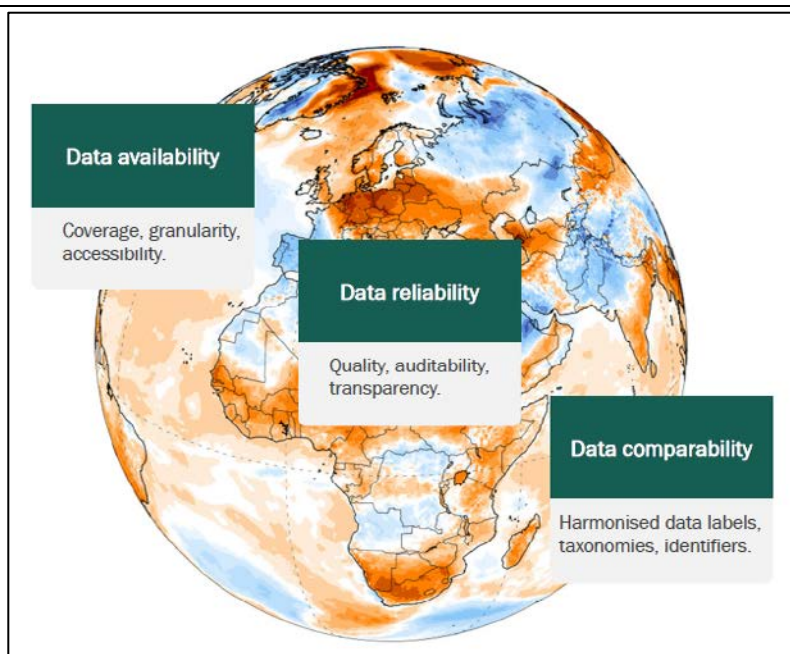 Data availability
Coverage, granularity,
accessibility.
Data reliability
Quality, auditability,
transparency.
Data comparability
Harmonised data labels,
taxonomies, identifiers.